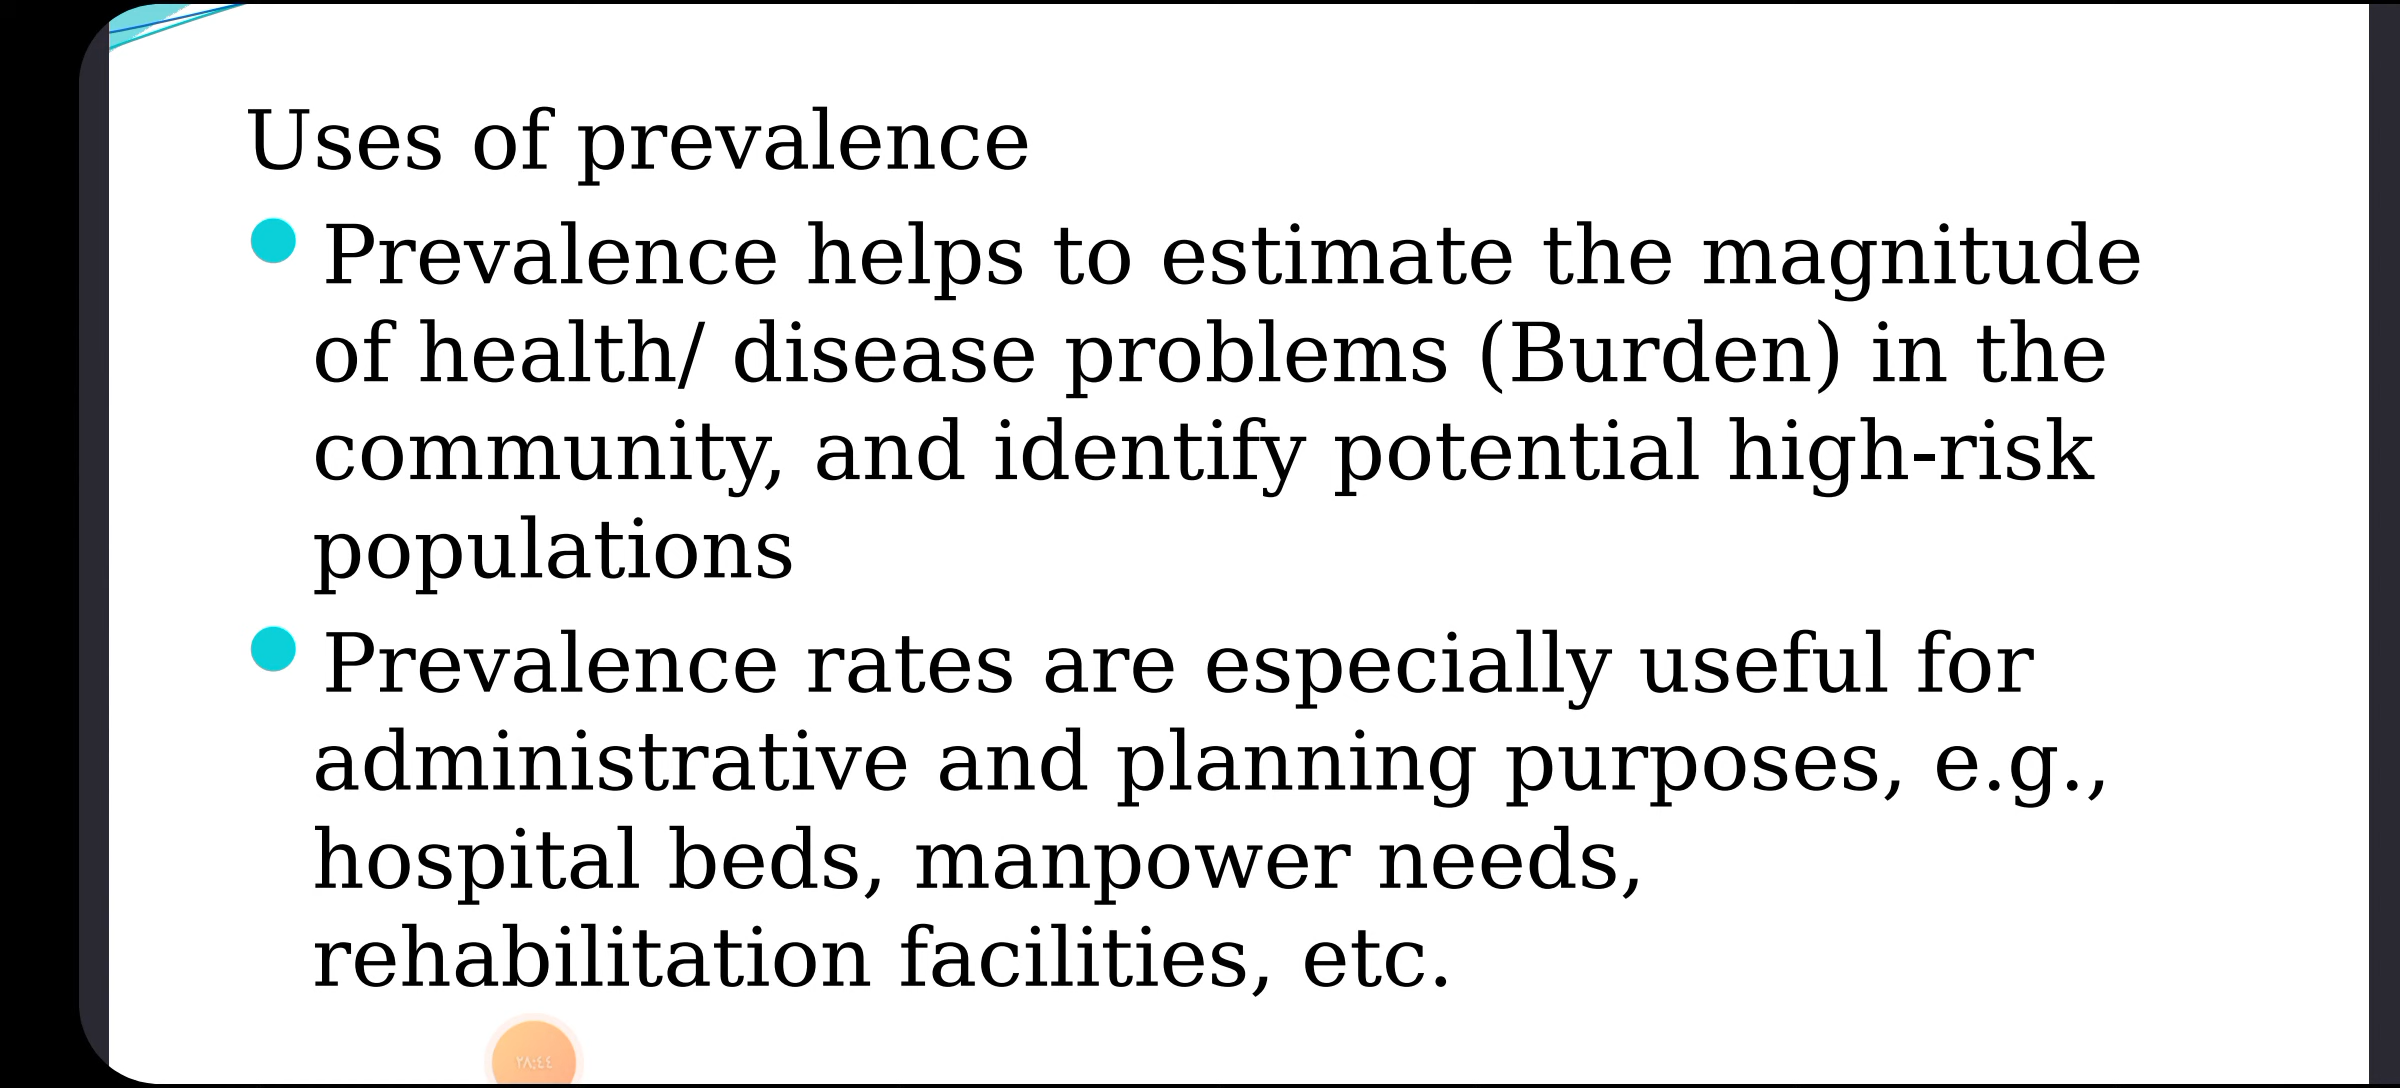 Uses of prevalence
Prevalence helps to estimate the magnitude
of health/ disease problems (Burden) in the
community, and identify potential high-risk
populations
Prevalence rates are especially useful for
administrative and planning purposes, e.g.,
hospital beds, manpower needs,
rehabilitation facilities, etc.
٢٨:٤٤